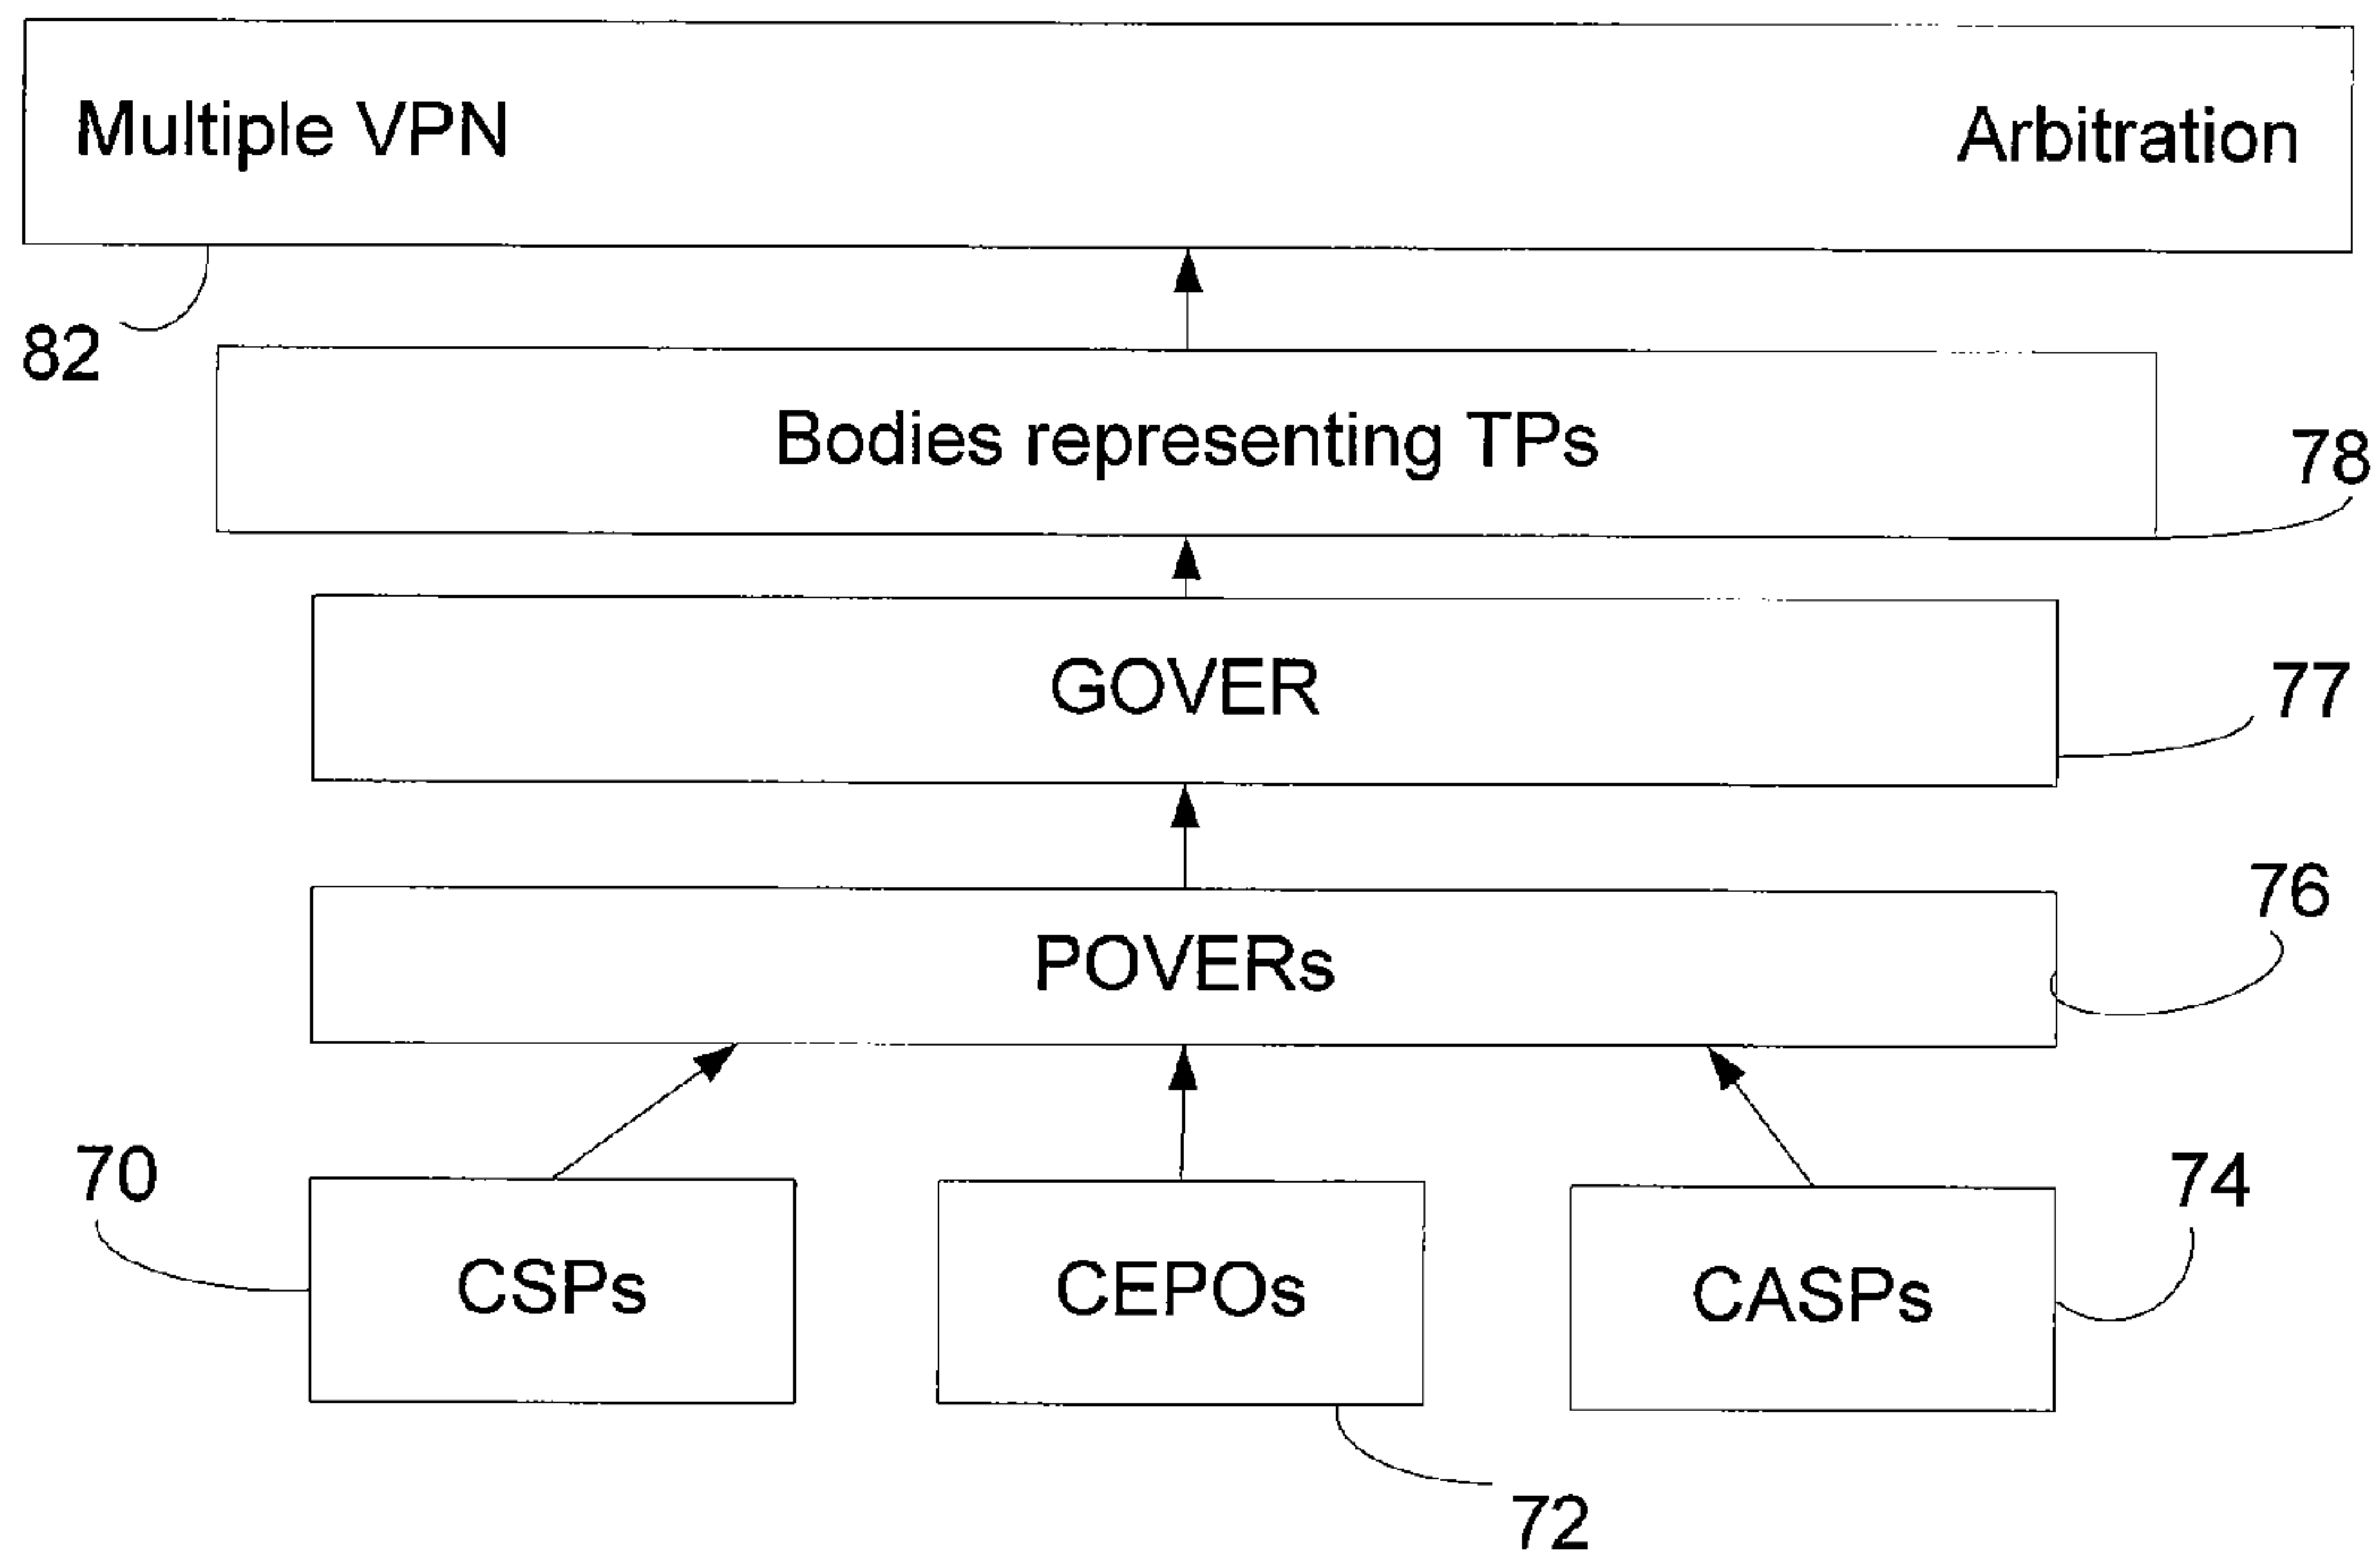 Multiple VPN Arbitration
82
Bodies representing TPs
78
GOVER
77
76
POVERs
70
74
CSPs
CEPOs
CASPs
72